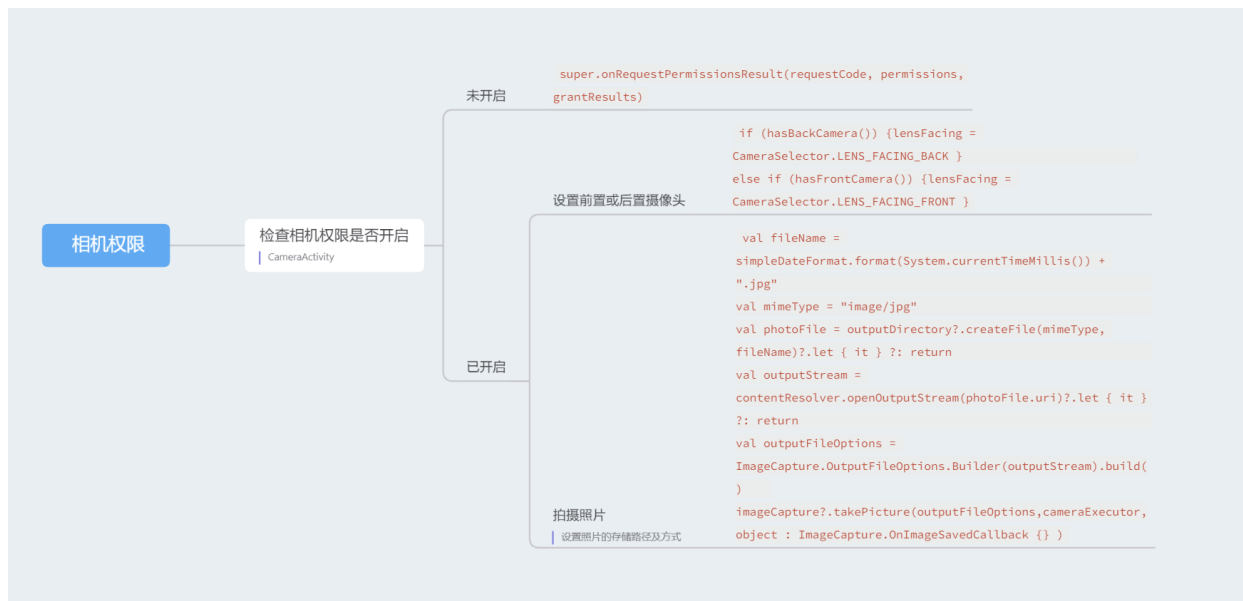 相机权限
检查相机权限是否开启
CameraActivity
未开启
super.onRequestPermissionsResult(requestCode, permissions,
grantResults)
已开启
设置前置或后置摄像头
if (hasBackCamera()) {lensFacing =
CameraSelector.LENS_FACING_BACK }
else if (hasFrontCamera()) {lensFacing =
CameraSelector.LENS_FACING_FRONT }
拍摄照片
设置照片的存储路径及方式
val fileName =
simpleDateFormat.format(System.currentTimeMillis()) +
".jpg"
val mimeType = "image/jpg"
val photoFile = outputDirectory?.createFile(mimeType,
fileName)?.let { it } ?: return
val outputStream =
contentResolver.openOutputStream(photoFile.uri)?.let { it }
?: return
val outputFileOptions =
ImageCapture.OutputFileOptions.Builder(outputStream).build(
)
imageCapture?.takePicture(outputFileOptions,cameraExecutor,
object : ImageCapture.OnImageSavedCallback {} )